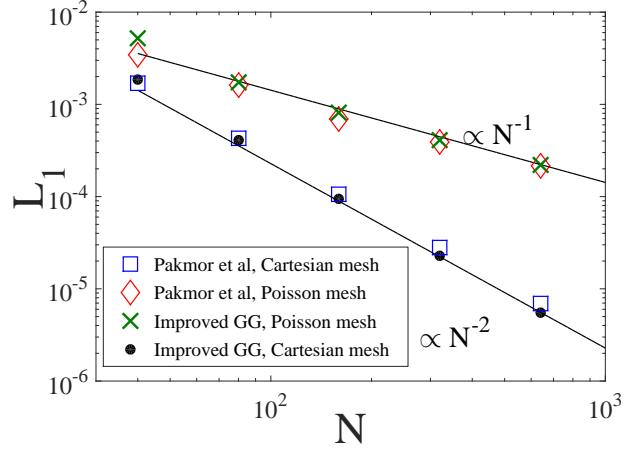 10^-2
10^-3
10^-4
10^-5
10^-6
L_1
∝ N^-1
∝ N^-2
Pakmor et al, Cartesian mesh
Pakmor et al, Poisson mesh
Improved GG, Poisson mesh
Improved GG, Cartesian mesh
10^2
10^3
N